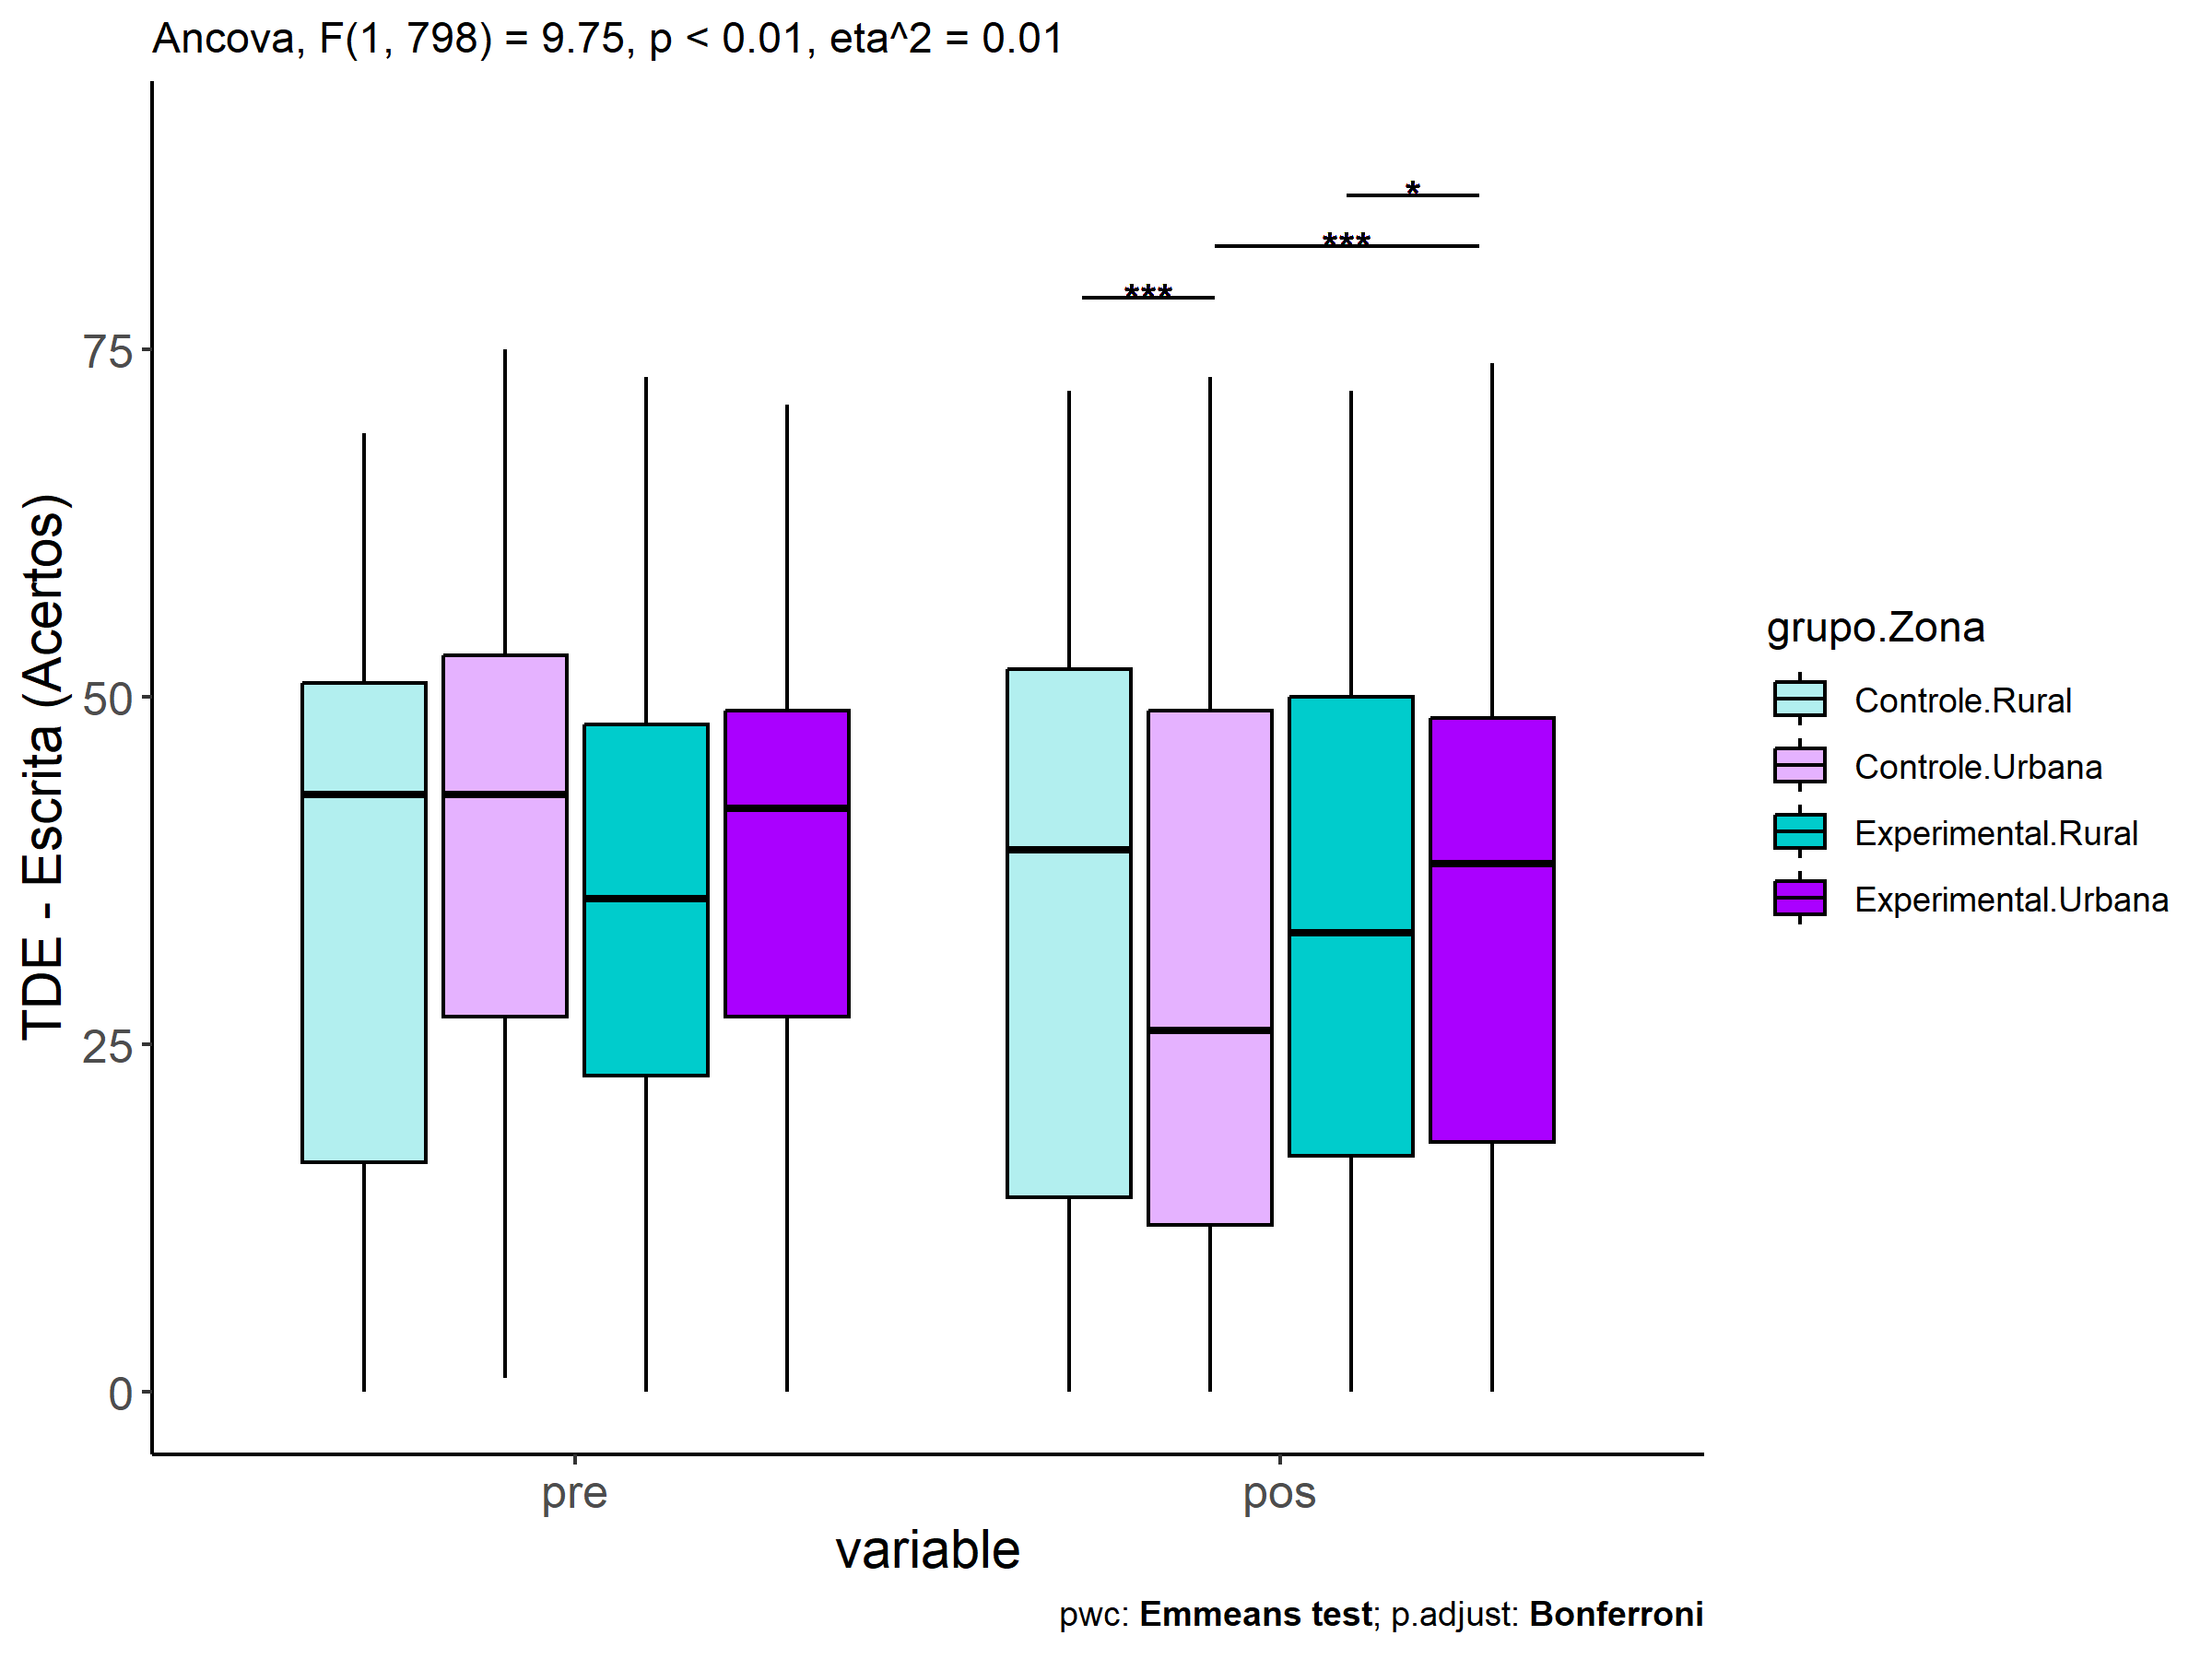 Ancova, F(1, 798) = 9.75, p < 0.01, eta^2 = 0.01
*
***
***
TDE - Escrita (Acertos)
75
50
25
0
pre
pos
variable
grupo.Zona
Controle.Rural
Controle.Urbana
Experimental.Rural
Experimental.Urbana
pwc: Emmeans test; p.adjust: Bonferroni